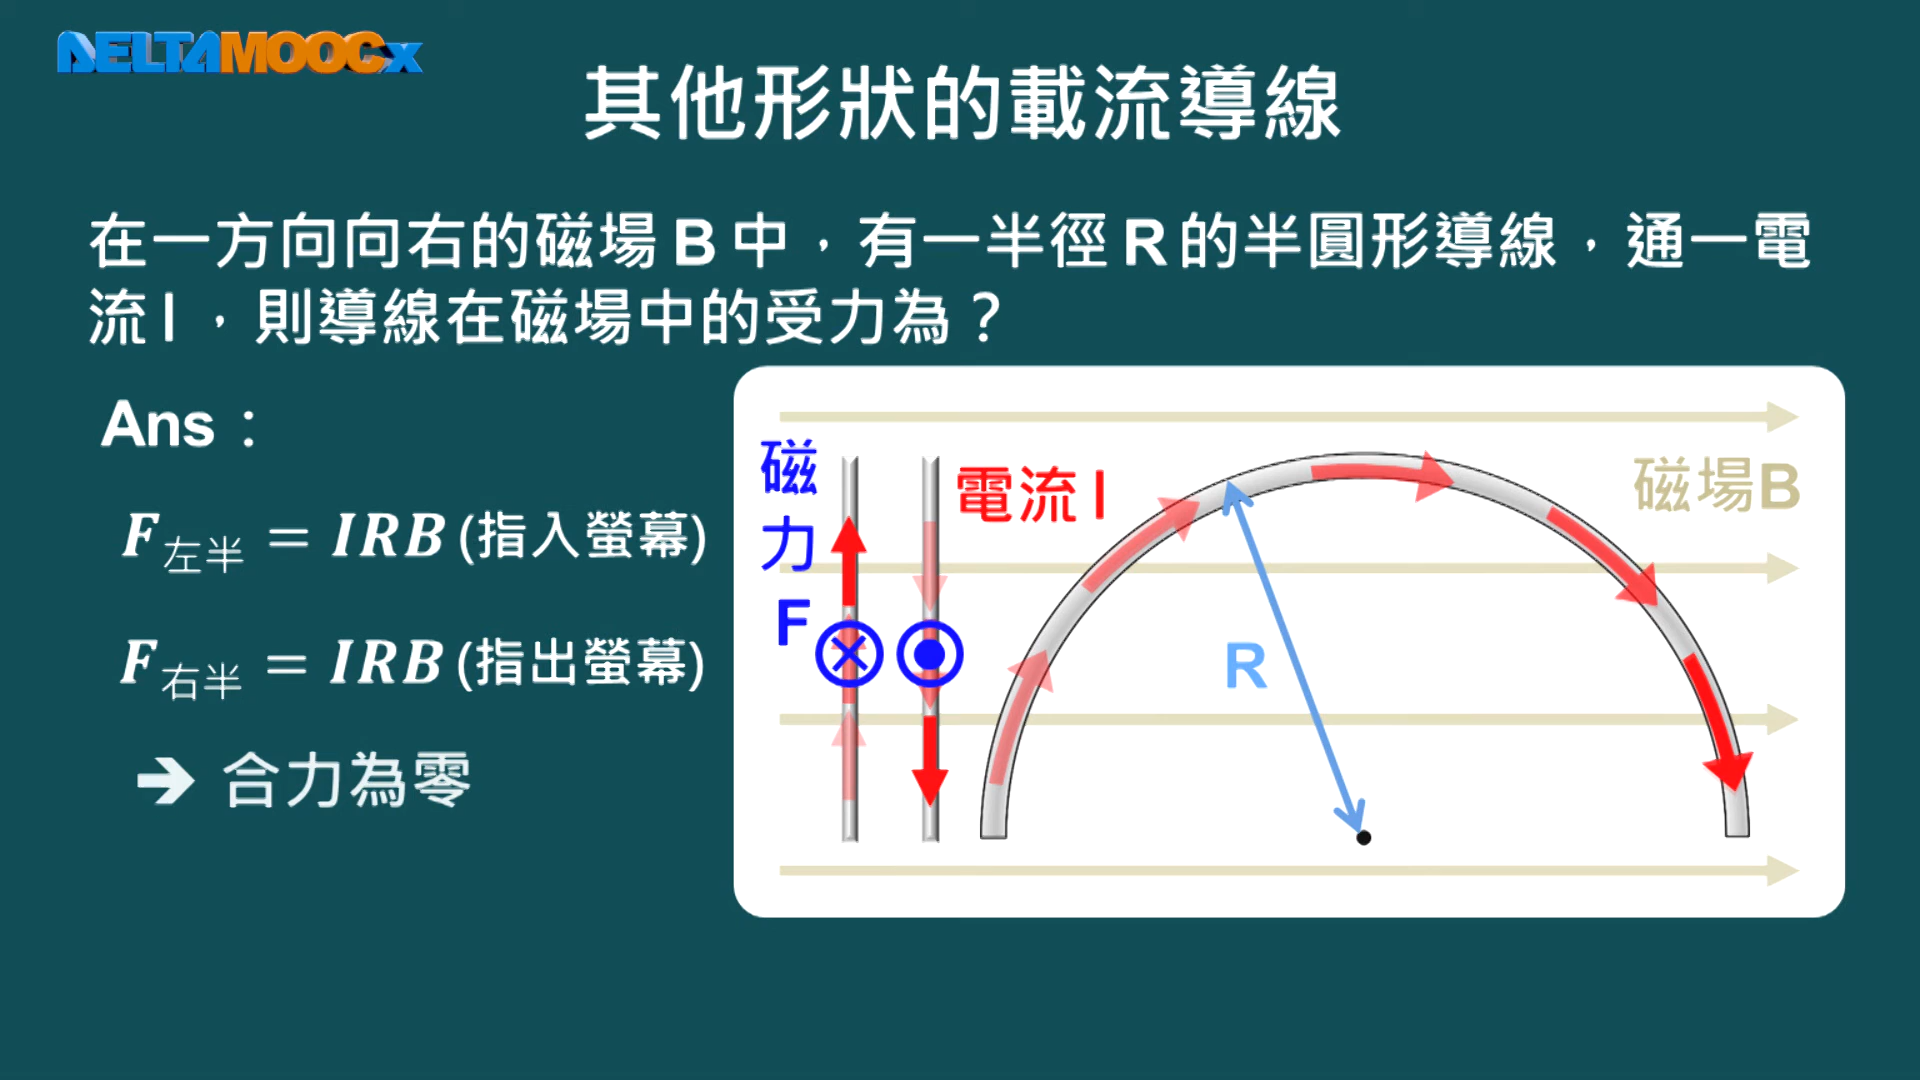 DELTAMOOCx
其他形狀的載流導線
在一方向向右的磁場 B 中，有一半徑 R 的半圓形導線，通一電
流 I ，則導線在磁場中的受力為？
Ans：
F左半 = IRB (指入螢幕)
F右半 = IRB (指出螢幕)
➔ 合力為零
磁
力
F
電流 I
磁場B
R